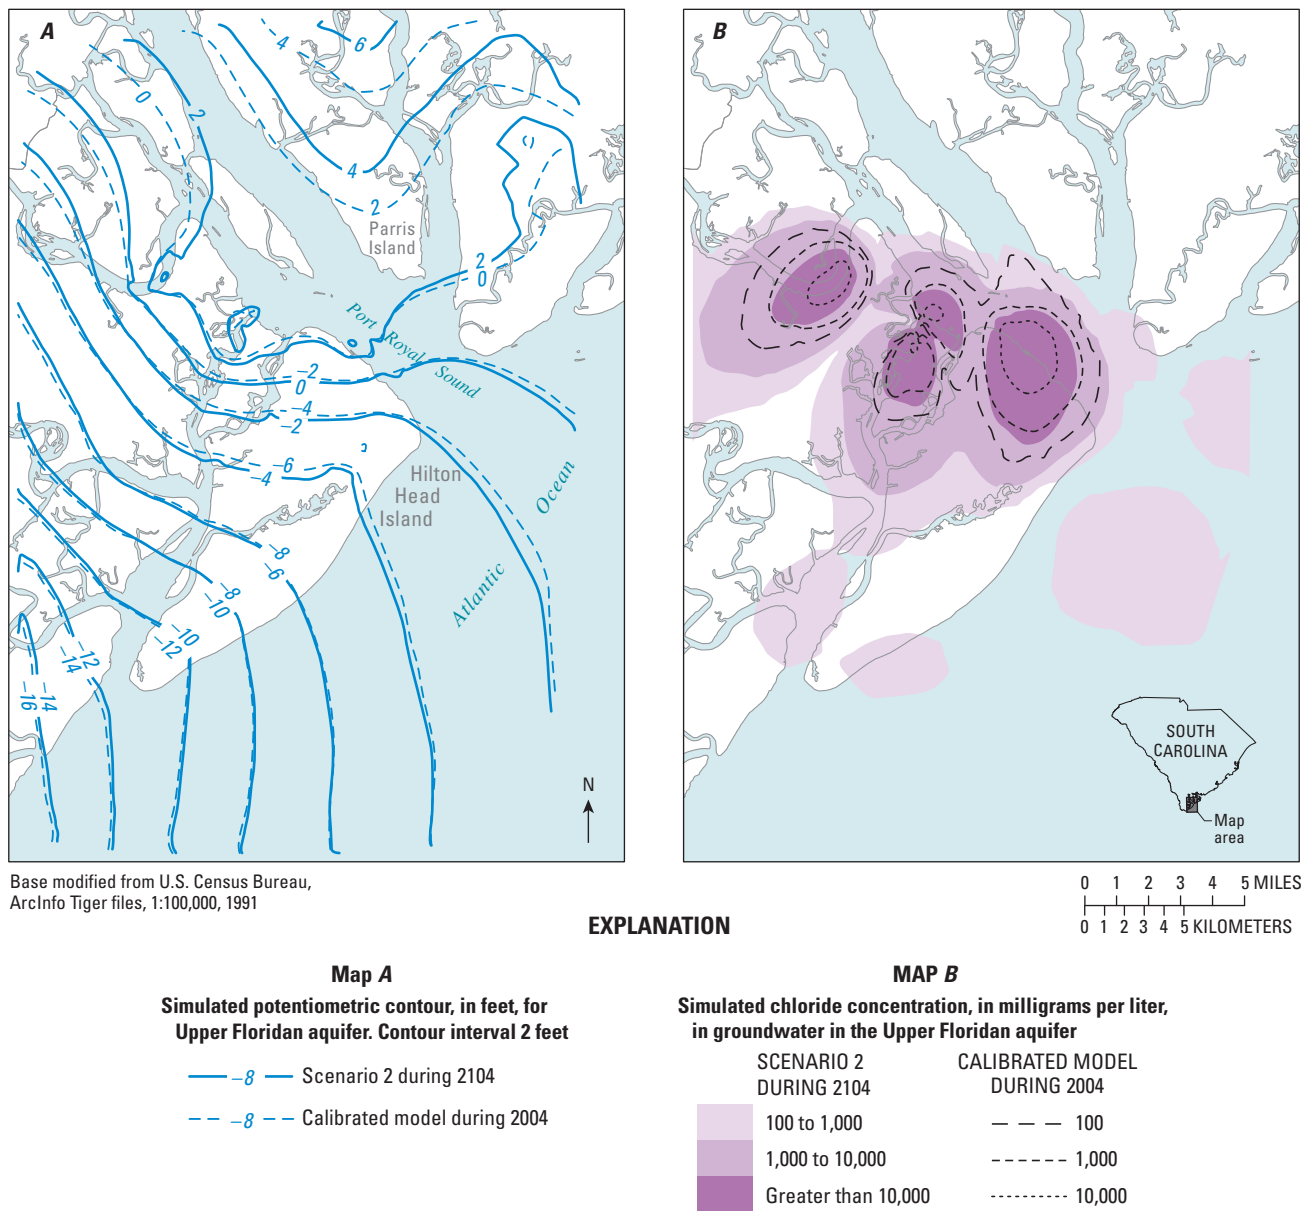 A
B
6
4
0
2
4
2
Parris
Island
2
0
Port Royal Sound
−2
0
−4
−2
−6
−4
Hilton
Head
Island
Atlantic Ocean
−8
−6
−8
−10
−10
−12
−12
−14
−14
−16
N
SOUTH
CAROLINA
Map
area
Base modified from U.S. Census Bureau,
ArcInfo Tiger files, 1:100,000, 1991
0 1 2 3 4 5 MILES
0 1 2 3 4 5 KILOMETERS
EXPLANATION
Map A
Simulated potentiometric contour, in feet, for
Upper Floridan aquifer. Contour interval 2 feet
−8 Scenario 2 during 2104
−8 Calibrated model during 2004
MAP B
Simulated chloride concentration, in milligrams per liter,
in groundwater in the Upper Floridan aquifer
SCENARIO 2
DURING 2104
100 to 1,000
1,000 to 10,000
Greater than 10,000
CALIBRATED MODEL
DURING 2004
100
1,000
10,000